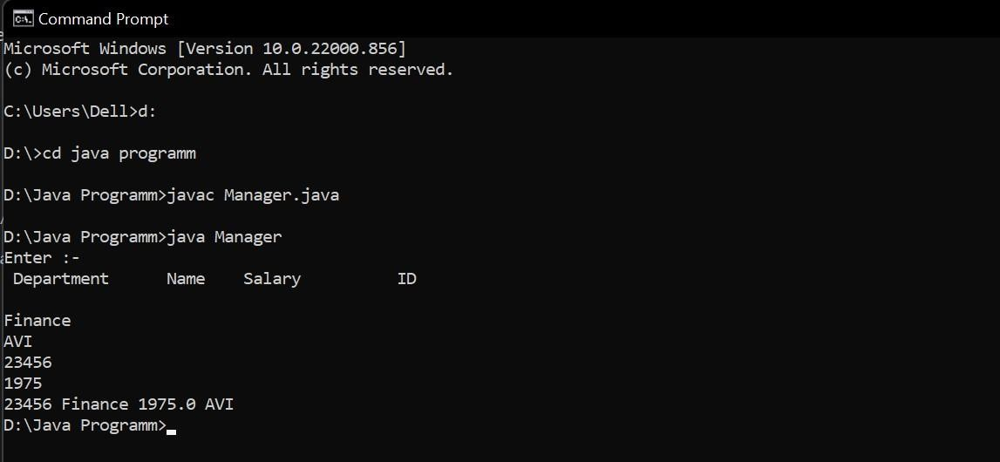 Command Prompt
Microsoft Windows [Version 10.0.22000.856]
(c) Microsoft Corporation. All rights reserved.
C:\Users\Dell>d:
D:\>cd java programm
D:\Java Programm>javac Manager.java
D:\Java Programm>java Manager
Enter :-
Department Name Salary ID
Finance
AVI
23456
1975
23456 Finance 1975.0 AVI
D:\Java Programm>